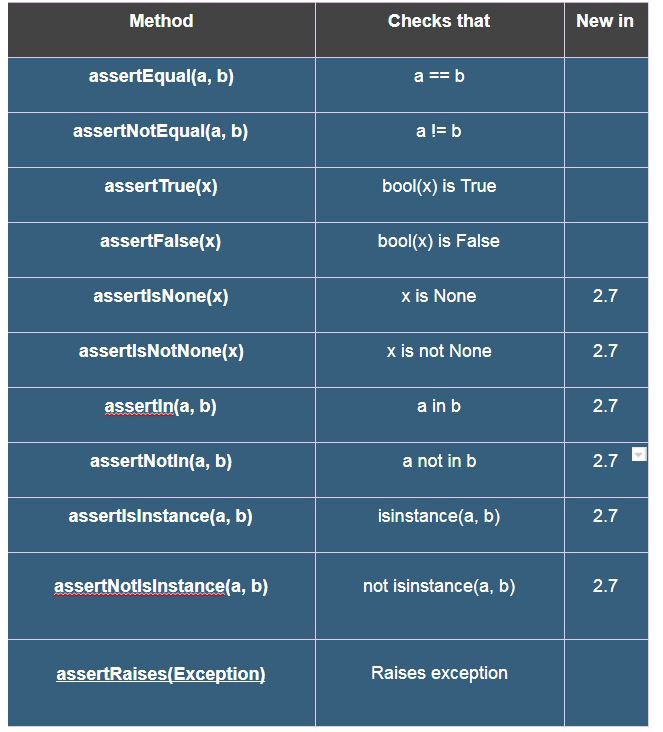 Method Checks that New in
assertEqual(a, b) a == b
assertNotEqual(a, b) a != b
assertTrue(x) bool(x) is True
assertFalse(x) bool(x) is False
assertIsNone(x) x is None 2.7
assertIsNotNone(x) x is not None 2.7
assertIn(a, b) a in b 2.7
assertNotIn(a, b) a not in b 2.7
assertIsInstance(a, b) isinstance(a, b) 2.7
assertNotIsInstance(a, b) not isinstance(a, b) 2.7
assertRaises(Exception) Raises exception